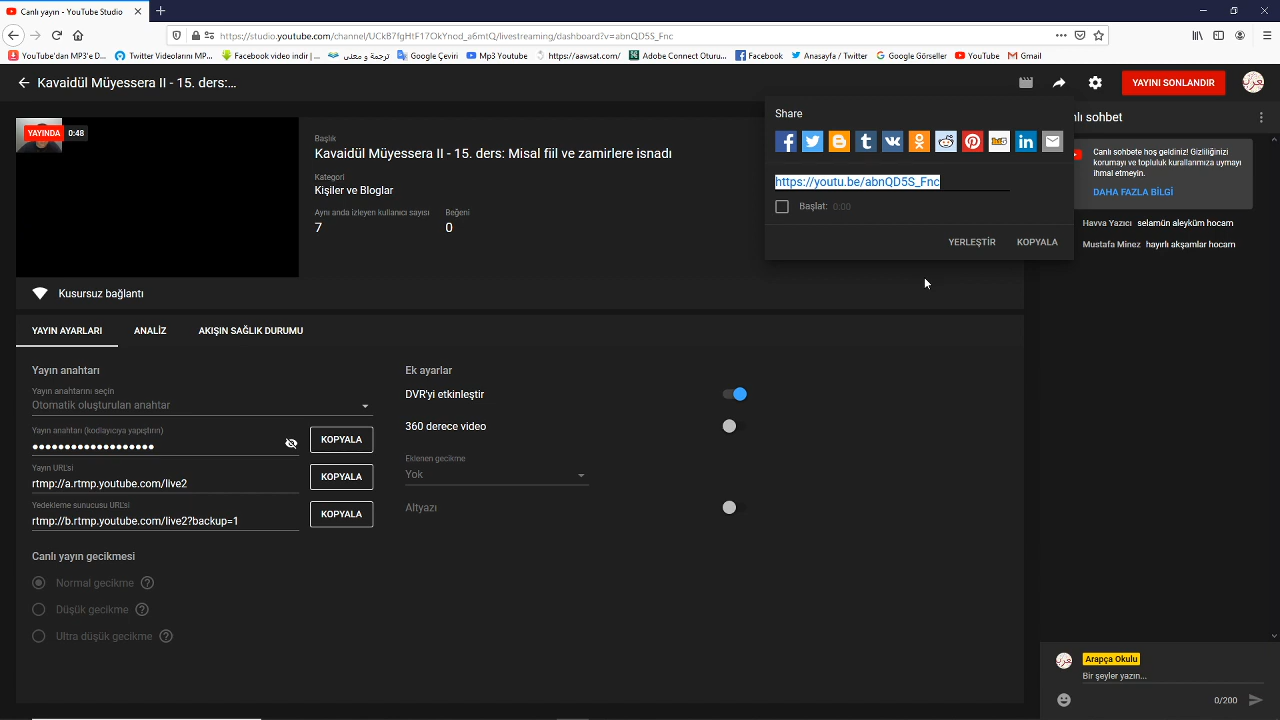 Canlı yayın - YouTube Studio
https://studio.youtube.com/channel/UCkB7fgHtF17OkYnod_a6mtQ/livestreaming/dashboard?v=abnQD5S_Fnc
YouTube'dan MP3'e D...
Twitter Videolarını MP...
Facebook video indir |...
ترجمة و معلني
Google Çeviri
Mp3 Youtube
https://aawsat.com/
Adobe Connect Oturu...
Facebook
Anasayfa / Twitter
Google Görseller
YouTube
Gmail
Kavaidül Müyessera II - 15. ders:...
YAYINI SONLANDIR
YAYINDA 0:48
Başlık
Kavaidül Müyessera II - 15. ders: Misal fiil ve zamirlere isnadı
Kategori
Kişiler ve Bloglar
Aynı anda izleyen kullanıcı sayısı
Beğeni
7
0
Kusursuz bağlantı
Share
https://youtu.be/abnQD5S_Fnc
Başlat: 0:00
YERLEŞTİR
KOPYALA
nlı sohbet
Canlı sohbete hoş geldiniz! Gizliliğinizi
korumayı ve topluluk kurallarımıza uymayı
ihmal etmeyin.
DAHA FAZLA BİLGİ
Havva Yazıcı selamün aleyküm hocam
Mustafa Minez hayırlı akşamlar hocam
YAYIN AYARLARI
ANALİZ
AKIŞIN SAĞLIK DURUMU
Yayın anahtarı
Yayın anahtarını seçin
Otomatik oluşturulan anahtar
Yayın anahtarı (kodlayıcıya yapıştırın)
KOPYALA
Yayın URL'si
rtmp://a.rtmp.youtube.com/live2
KOPYALA
Yedekleme sunucusu URL'si
rtmp://b.rtmp.youtube.com/live2?backup=1
KOPYALA
Canlı yayın gecikmesi
Normal gecikme
Düşük gecikme
Ultra düşük gecikme
Ek ayarlar
DVR'yi etkinleştir
360 derece video
Eklenen gecikme
Yok
Altyazı
Arapça Okulu
Bir şeyler yazın...
0/200